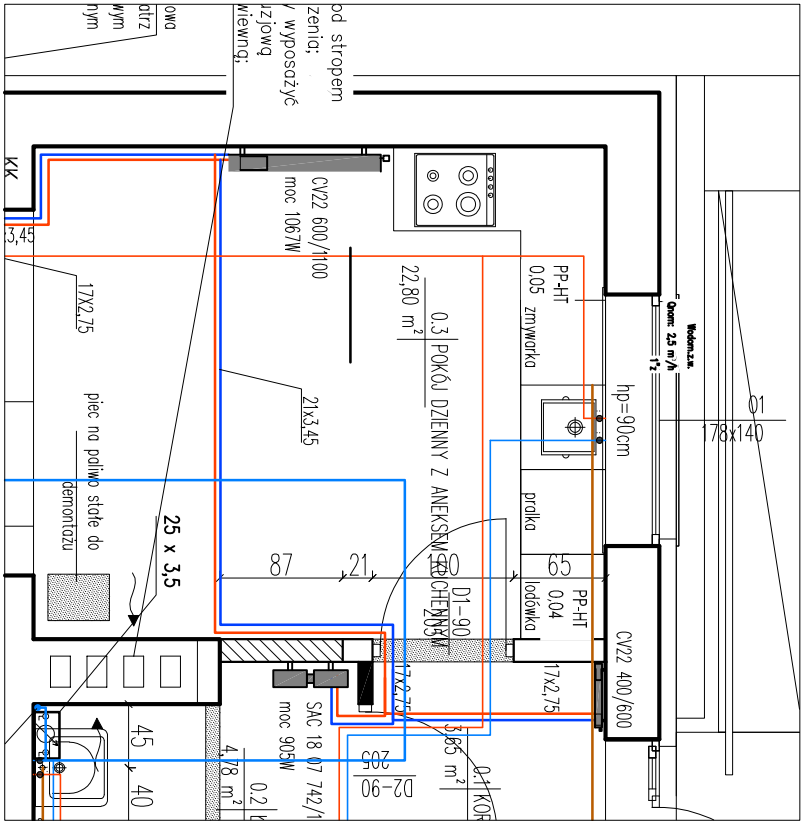 owa
atrz
wym
nym
od stropem
zenia;
/ wyposażyć
uzjową
wiewną;
KK
3,45
17X2,75
CV22 600/1100
moc 1067W
0.3 POKÓJ DZIENNY Z ANEKSEM KUCHENNYM
22,80 m²
PP-HT
0,05
zmywarka
Wodom.z.w.
Qnom: 2,5 m³/h
1"z
hp=90cm
O1
178x140
21x3,45
piec na paliwo stałe do
demontażu
25 x 3,5
pralka
87
21
100
65
D1-90
205
PP-HT
0,04
lodówka
CV22 400/600
17x2,75
17x2,75
SAC 18 07 742/1
moc 905W
D2-90
205
3,65 m²
0.1 KOR
0.2 Ł
4,78 m²
45
40